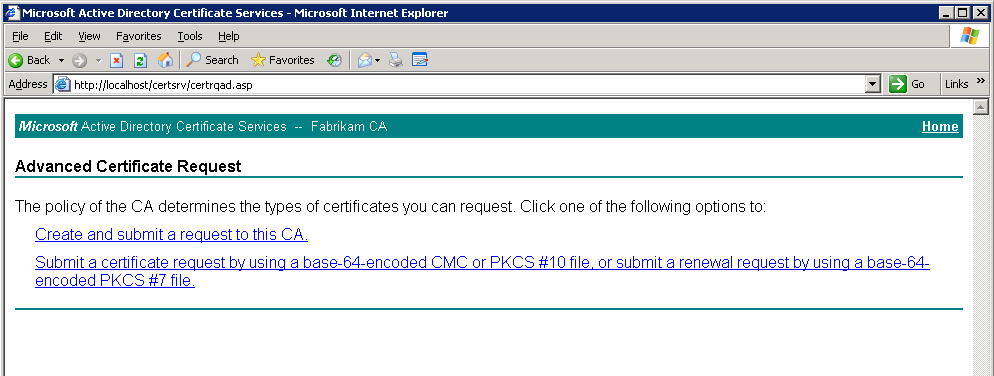 Microsoft Active Directory Certificate Services - Microsoft Internet Explorer
File Edit View Favorites Tools Help
Back Search Favorites
Address http://localhost/certsrv/certrqad.asp Go Links »
Microsoft Active Directory Certificate Services -- Fabrikam CA Home
Advanced Certificate Request
The policy of the CA determines the types of certificates you can request. Click one of the following options to:
Create and submit a request to this CA.
Submit a certificate request by using a base-64-encoded CMC or PKCS #10 file, or submit a renewal request by using a base-64-
encoded PKCS #7 file.